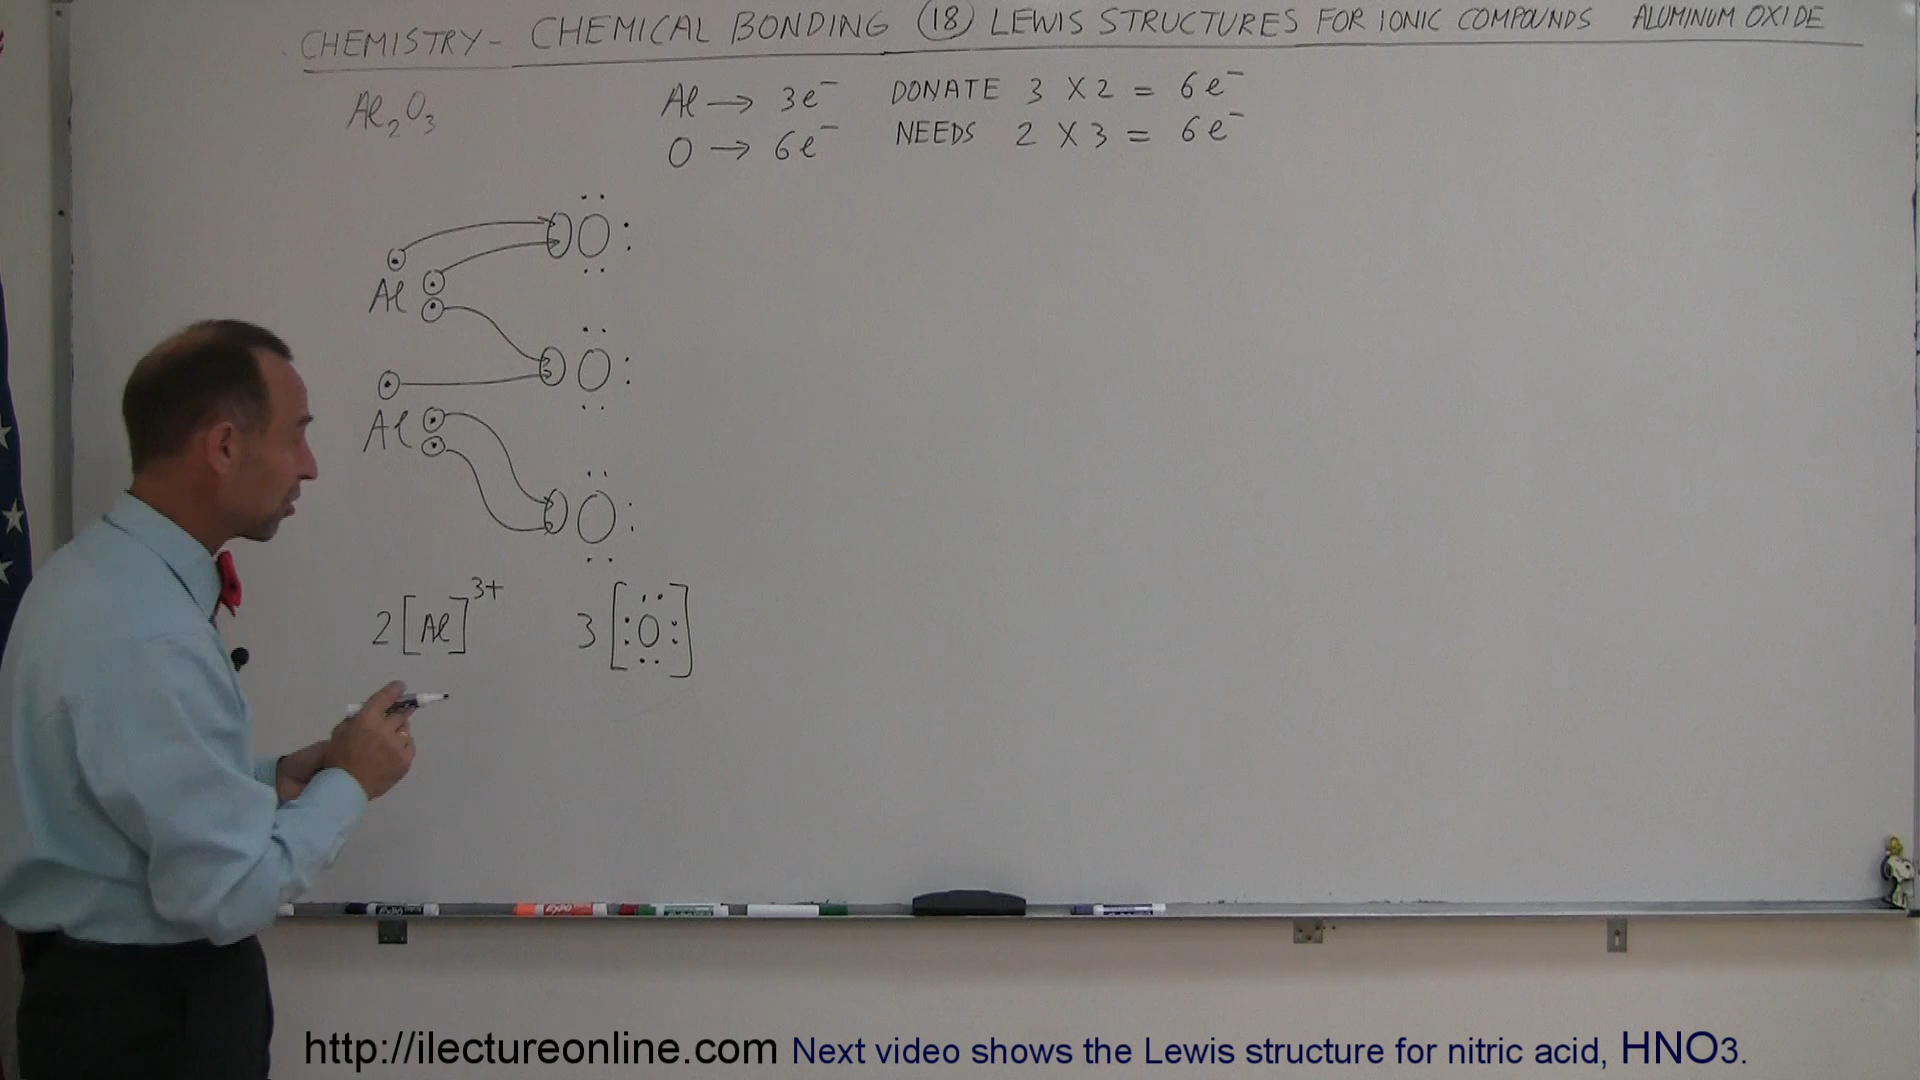 CHEMISTRY - CHEMICAL BONDING (18) LEWIS STRUCTURES FOR IONIC COMPOUNDS ALUMINUM OXIDE
Al₂O₃
Al → 3e⁻ DONATE 3 X 2 = 6e⁻
O → 6e⁻ NEEDS 2 X 3 = 6e⁻
O
Al
O
Al
O
2[Al]³⁺ 3[:O:]
EXPO
http://ilectureonline.com Next video shows the Lewis structure for nitric acid, HNO3.